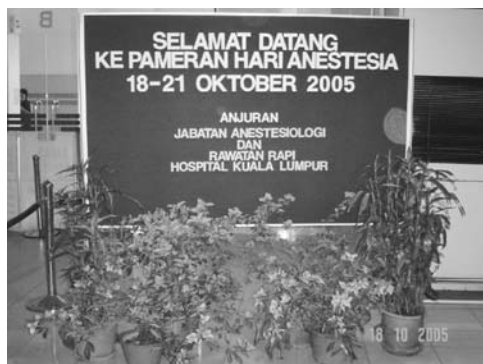 B
SELAMAT DATANG
KE PAMERAN HARI ANESTESIA
18-21 OKTOBER 2005
ANJURAN
JABATAN ANESTESIOLOGI
DAN
RAWATAN RAPI
HOSPITAL KUALA LUMPUR
18 10 2005